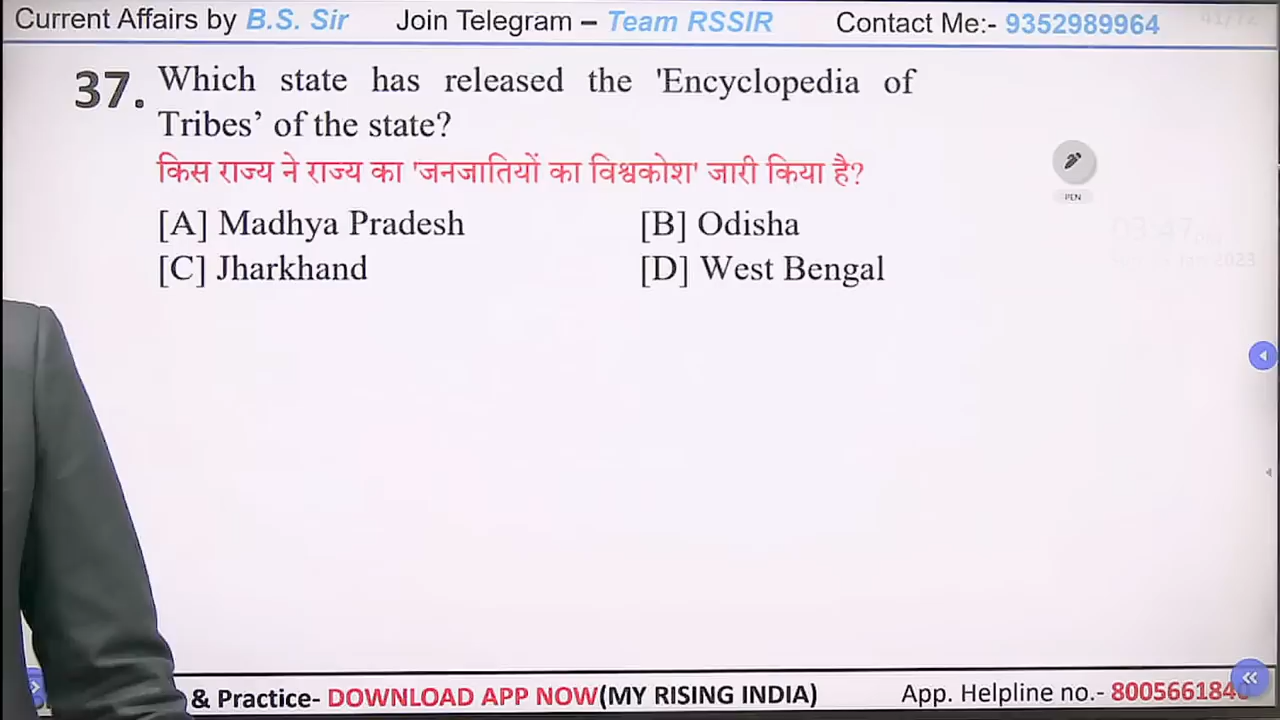 Current Affairs by B.S. Sir Join Telegram – Team RSSIR Contact Me:- 9352989964
37. Which state has released the 'Encyclopedia of
Tribes’ of the state?
किस राज्य ने राज्य का 'जनजातियों का विश्वकोश' जारी किया है?
PEN
[A] Madhya Pradesh [B] Odisha
[C] Jharkhand [D] West Bengal
& Practice- DOWNLOAD APP NOW(MY RISING INDIA) App. Helpline no.-